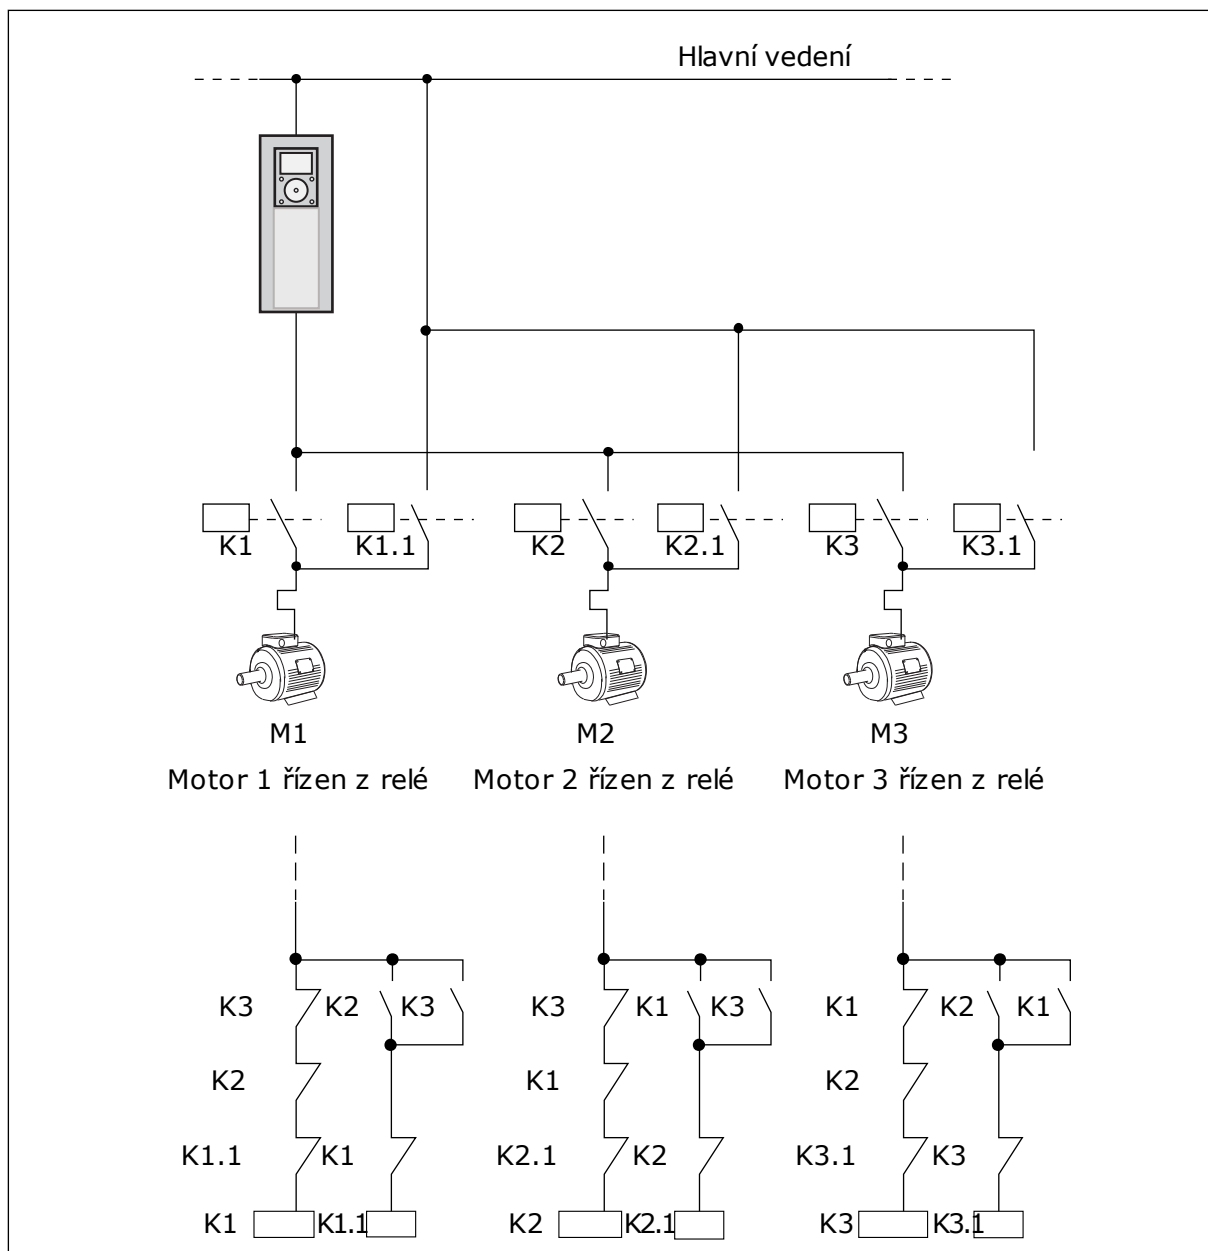 Hlavní vedení
K1 K1.1 K2 K2.1 K3 K3.1
M1 M2 M3
Motor 1 řízen z relé Motor 2 řízen z relé Motor 3 řízen z relé
K3 K2 K3 K3 K1 K3 K1 K2 K1
K2 K1 K2
K1.1 K1 K2.1 K2 K3.1 K3
K1 K1.1 K2 K2.1 K3 K3.1